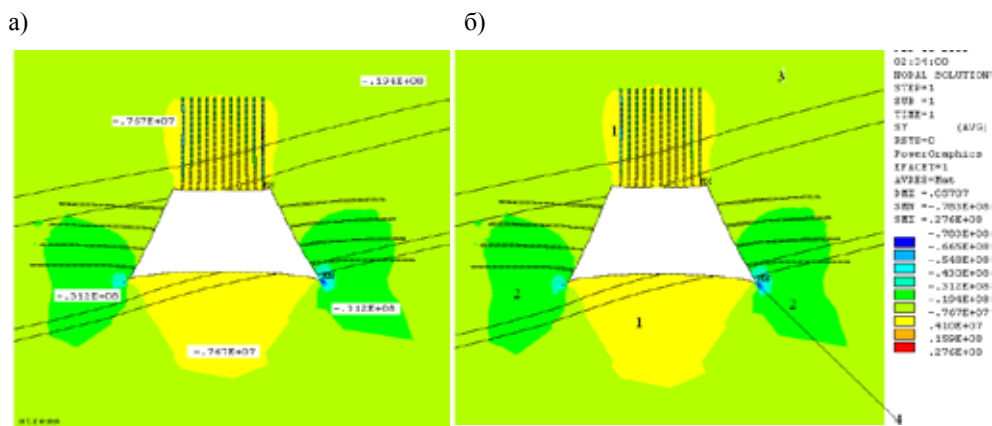 а)
б)
-.194E+08
-.767E+07
-.312E+08
-.312E+08
-.767E+07
3
1
2
1
2
4
02:34:00
NODAL SOLUTION
STEP=1
SUB =1
TIME=1
SY (AVG)
RSYS=0
PowerGraphics
EFACET=1
AVRES=Mat
DMX =.05707
SMN =-.783E+08
SMX =.276E+08
-.783E+08
-.665E+08
-.548E+08
-.430E+08
-.312E+08
-.194E+08
-.767E+07
.410E+07
.159E+08
.276E+08